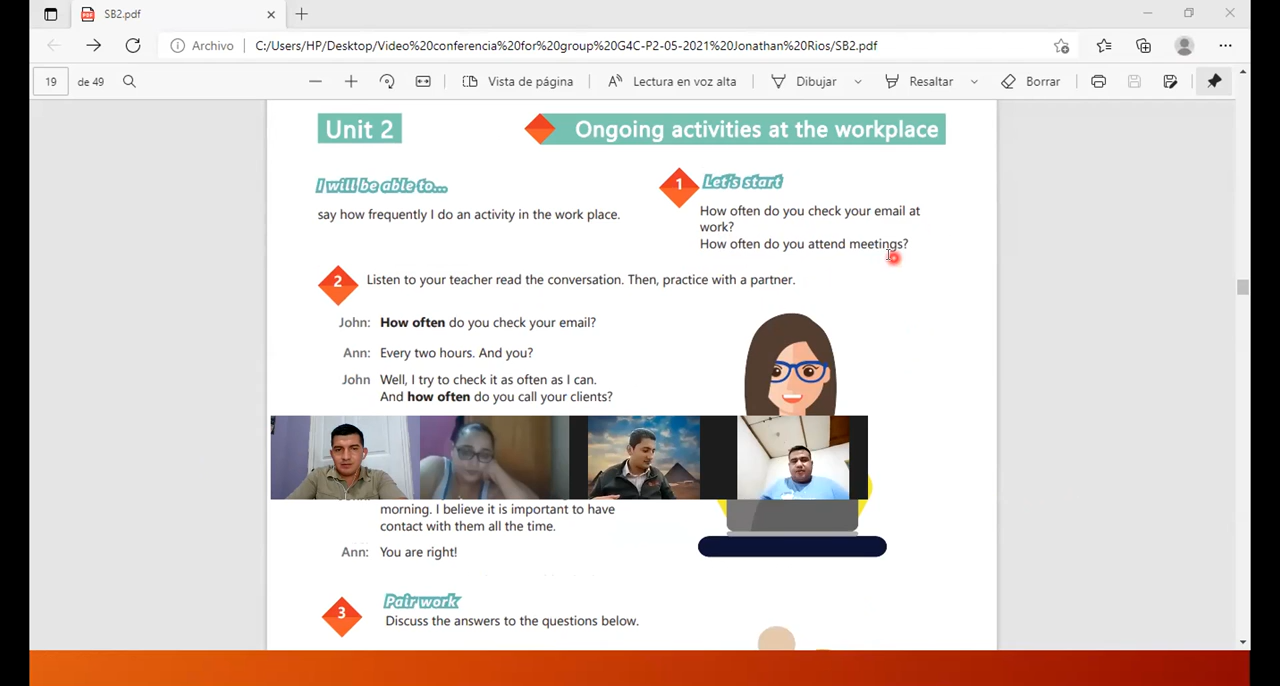 SB2.pdf
Archivo
C:/Users/HP/Desktop/Video%20conferencia%20for%20group%20G4C-P2-05-2021%20Jonathan%20Rios/SB2.pdf
19 de 49
Vista de página
Lectura en voz alta
Dibujar
Resaltar
Borrar
Unit 2
Ongoing activities at the workplace
I will be able to...
say how frequently I do an activity in the work place.
1 Let's start
How often do you check your email at
work?
How often do you attend meetings?
2 Listen to your teacher read the conversation. Then, practice with a partner.
John: How often do you check your email?
Ann: Every two hours. And you?
John Well, I try to check it as often as I can.
And how often do you call your clients?
morning. I believe it is important to have
contact with them all the time.
Ann: You are right!
3 Pair work
Discuss the answers to the questions below.